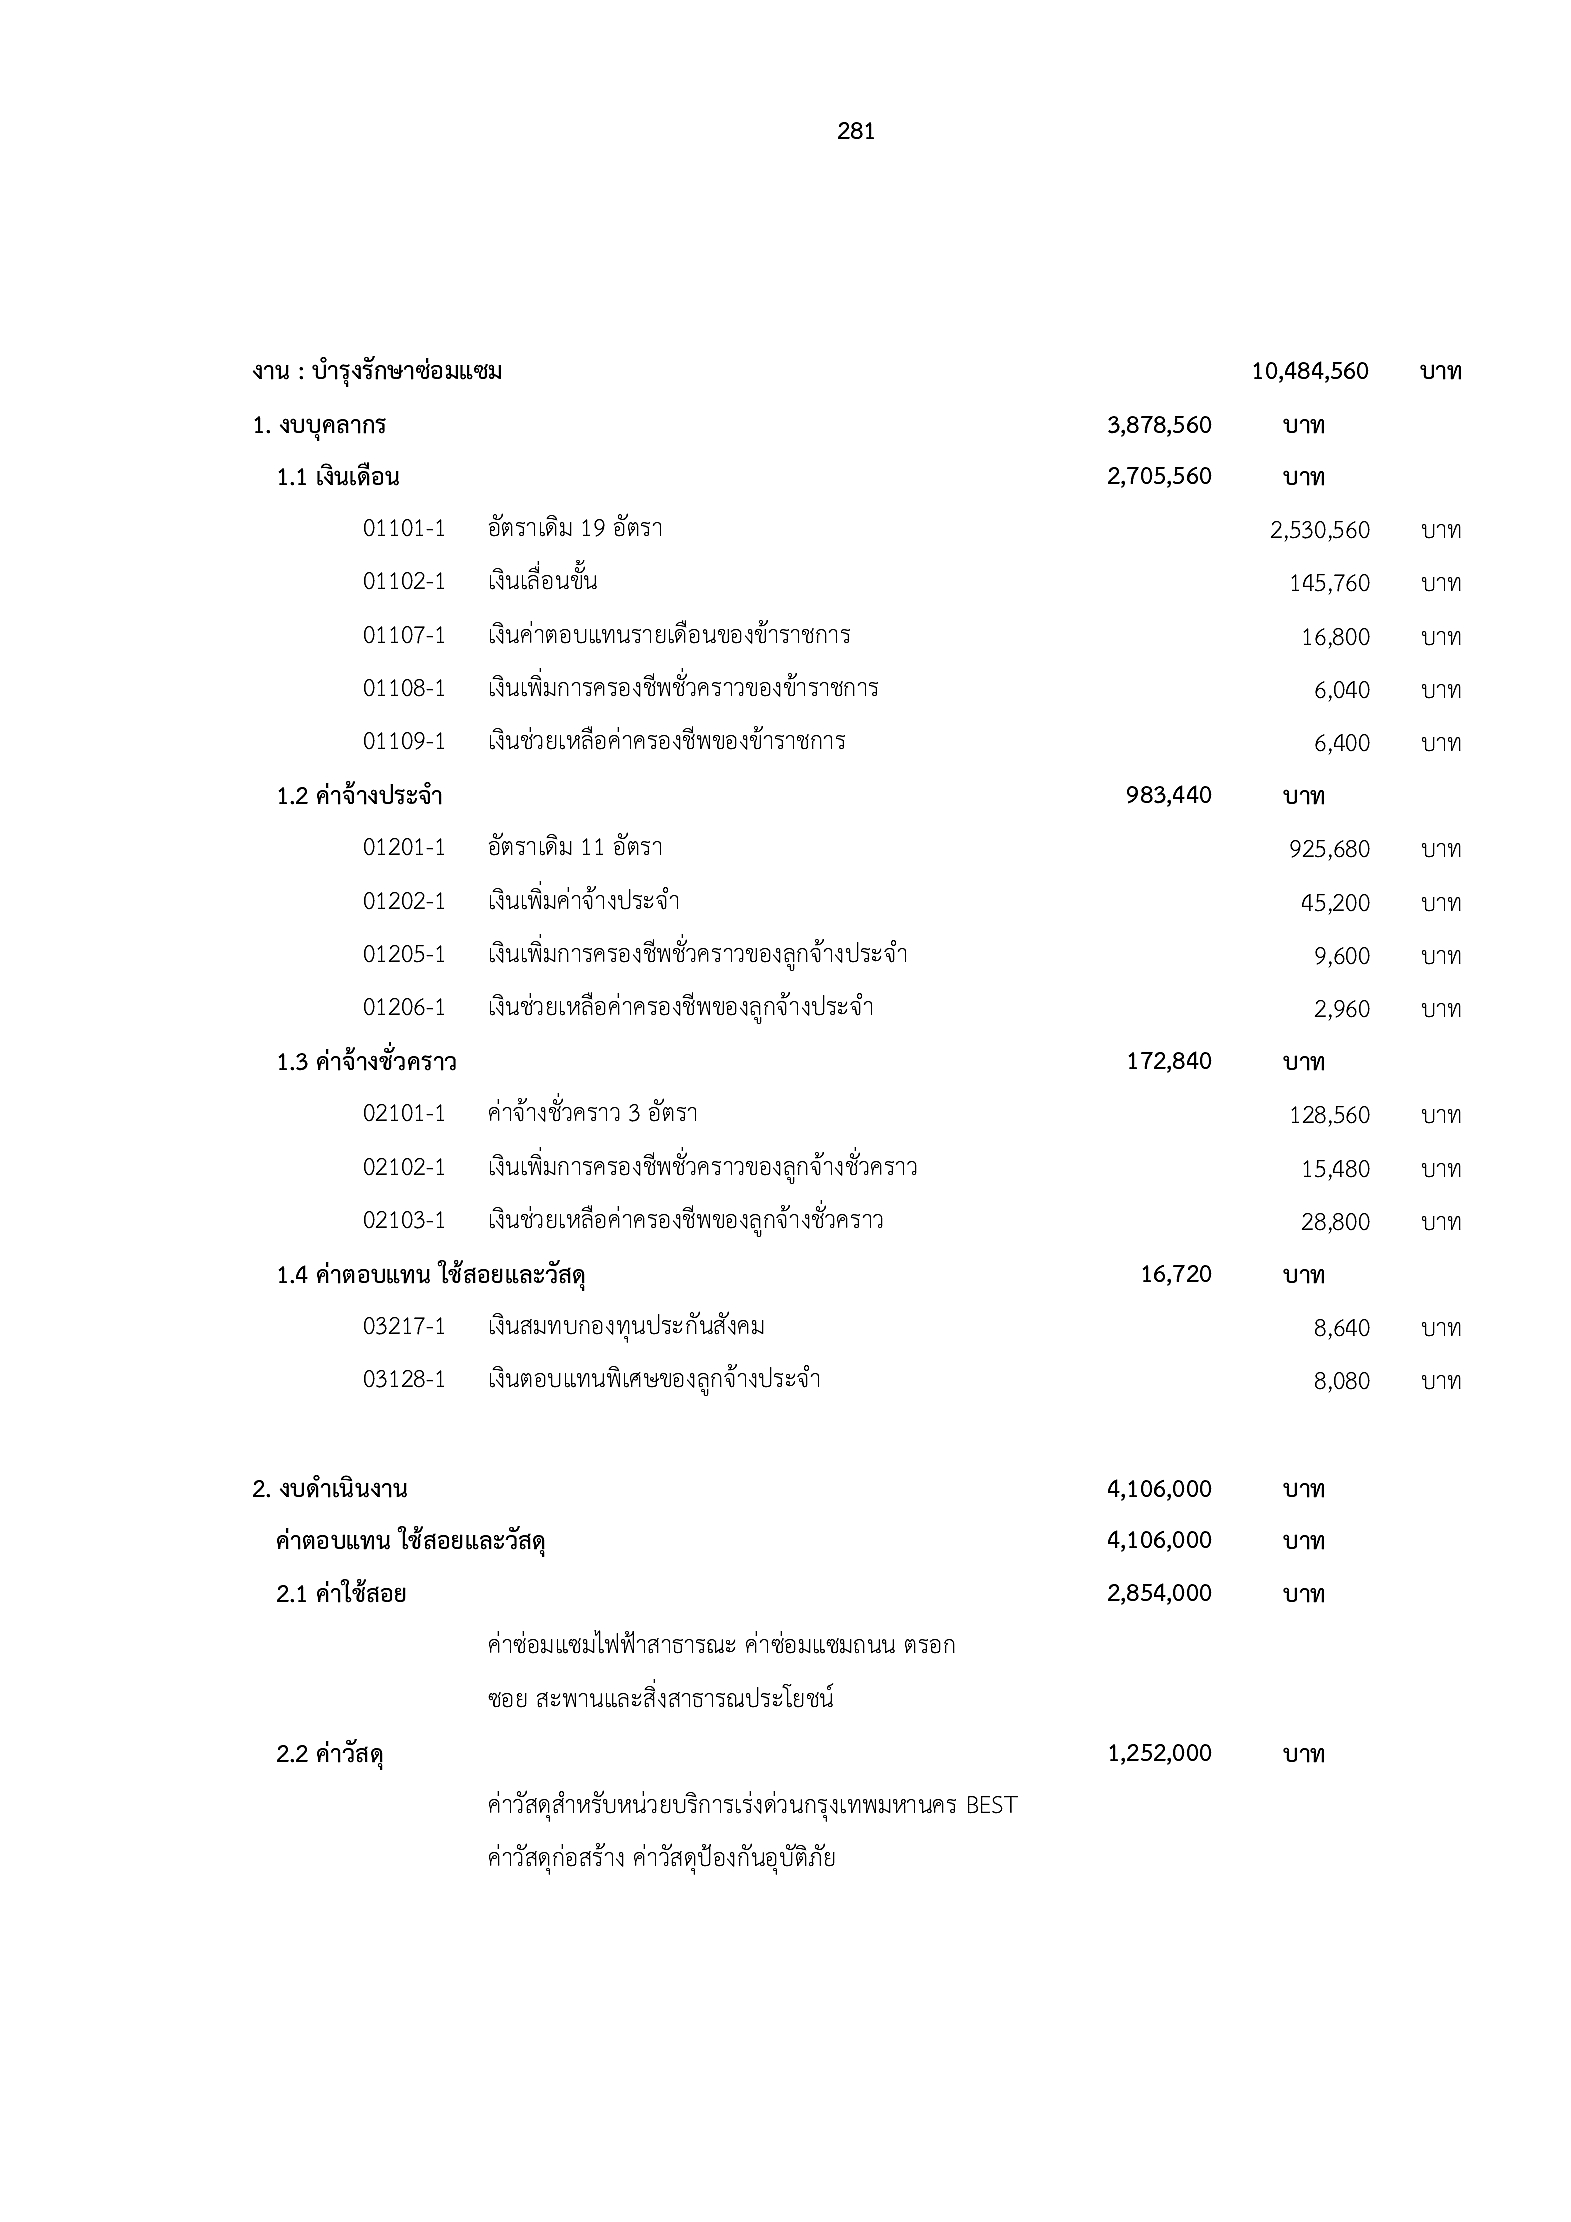 281
งาน : บำรุงรักษาซ่อมแซม 10,484,560 บาท
1. งบบุคลากร 3,878,560 บาท
1.1 เงินเดือน 2,705,560 บาท
01101-1 อัตราเดิม 19 อัตรา 2,530,560 บาท
01102-1 เงินเลื่อนขั้น 145,760 บาท
01107-1 เงินค่าตอบแทนรายเดือนของข้าราชการ 16,800 บาท
01108-1 เงินเพิ่มการครองชีพชั่วคราวของข้าราชการ 6,040 บาท
01109-1 เงินช่วยเหลือค่าครองชีพของข้าราชการ 6,400 บาท
1.2 ค่าจ้างประจำ 983,440 บาท
01201-1 อัตราเดิม 11 อัตรา 925,680 บาท
01202-1 เงินเพิ่มค่าจ้างประจำ 45,200 บาท
01205-1 เงินเพิ่มการครองชีพชั่วคราวของลูกจ้างประจำ 9,600 บาท
01206-1 เงินช่วยเหลือค่าครองชีพของลูกจ้างประจำ 2,960 บาท
1.3 ค่าจ้างชั่วคราว 172,840 บาท
02101-1 ค่าจ้างชั่วคราว 3 อัตรา 128,560 บาท
02102-1 เงินเพิ่มการครองชีพชั่วคราวของลูกจ้างชั่วคราว 15,480 บาท
02103-1 เงินช่วยเหลือค่าครองชีพของลูกจ้างชั่วคราว 28,800 บาท
1.4 ค่าตอบแทน ใช้สอยและวัสดุ 16,720 บาท
03217-1 เงินสมทบกองทุนประกันสังคม 8,640 บาท
03128-1 เงินตอบแทนพิเศษของลูกจ้างประจำ 8,080 บาท
2. งบดำเนินงาน 4,106,000 บาท
ค่าตอบแทน ใช้สอยและวัสดุ 4,106,000 บาท
2.1 ค่าใช้สอย 2,854,000 บาท
ค่าซ่อมแซมไฟฟ้าสาธารณะ ค่าซ่อมแซมถนน ตรอก
ซอย สะพานและสิ่งสาธารณประโยชน์
2.2 ค่าวัสดุ 1,252,000 บาท
ค่าวัสดุสำหรับหน่วยบริการเร่งด่วนกรุงเทพมหานคร BEST
ค่าวัสดุก่อสร้าง ค่าวัสดุป้องกันอุบัติภัย